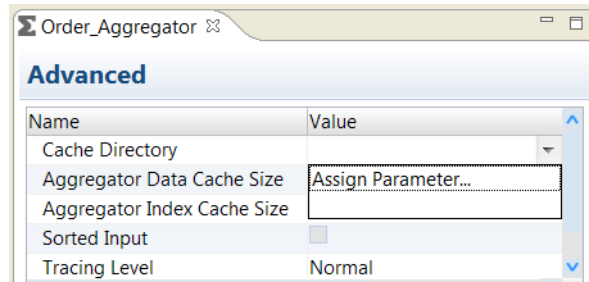 Order_Aggregator
Advanced
Name Value
Cache Directory
Aggregator Data Cache Size Assign Parameter...
Aggregator Index Cache Size
Sorted Input
Tracing Level Normal